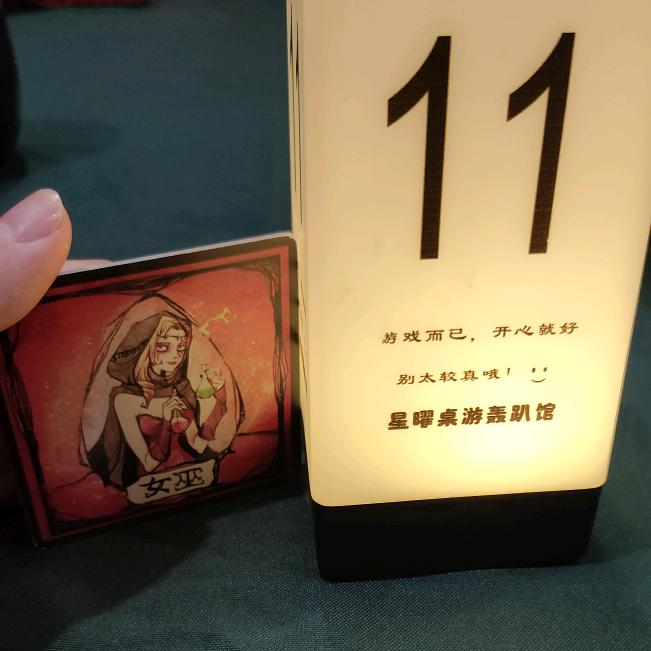 11
游戏而已，开心就好
别太较真哦！
星曜桌游轰趴馆
女巫